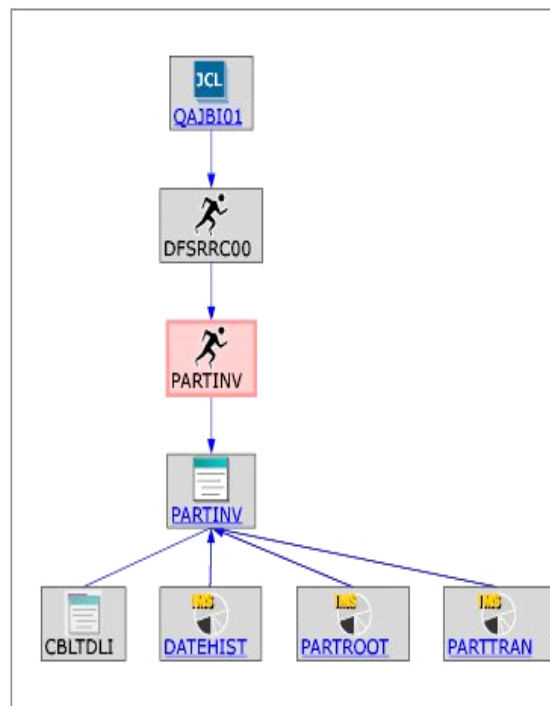 JCL
QAJBI01
DFSRRC00
PARTINV
PARTINV
IMS IMS IMS
CBLTDLI DATEHIST PARTROOT PARTTRAN